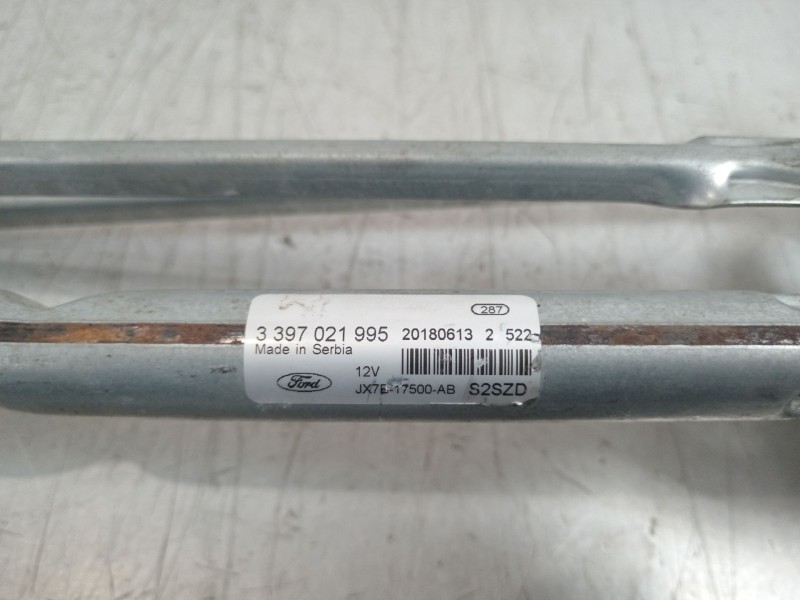 287
3 397 021 995 20180613 2 522
Made in Serbia
12V
Ford JX7B-17500-AB S2SZD